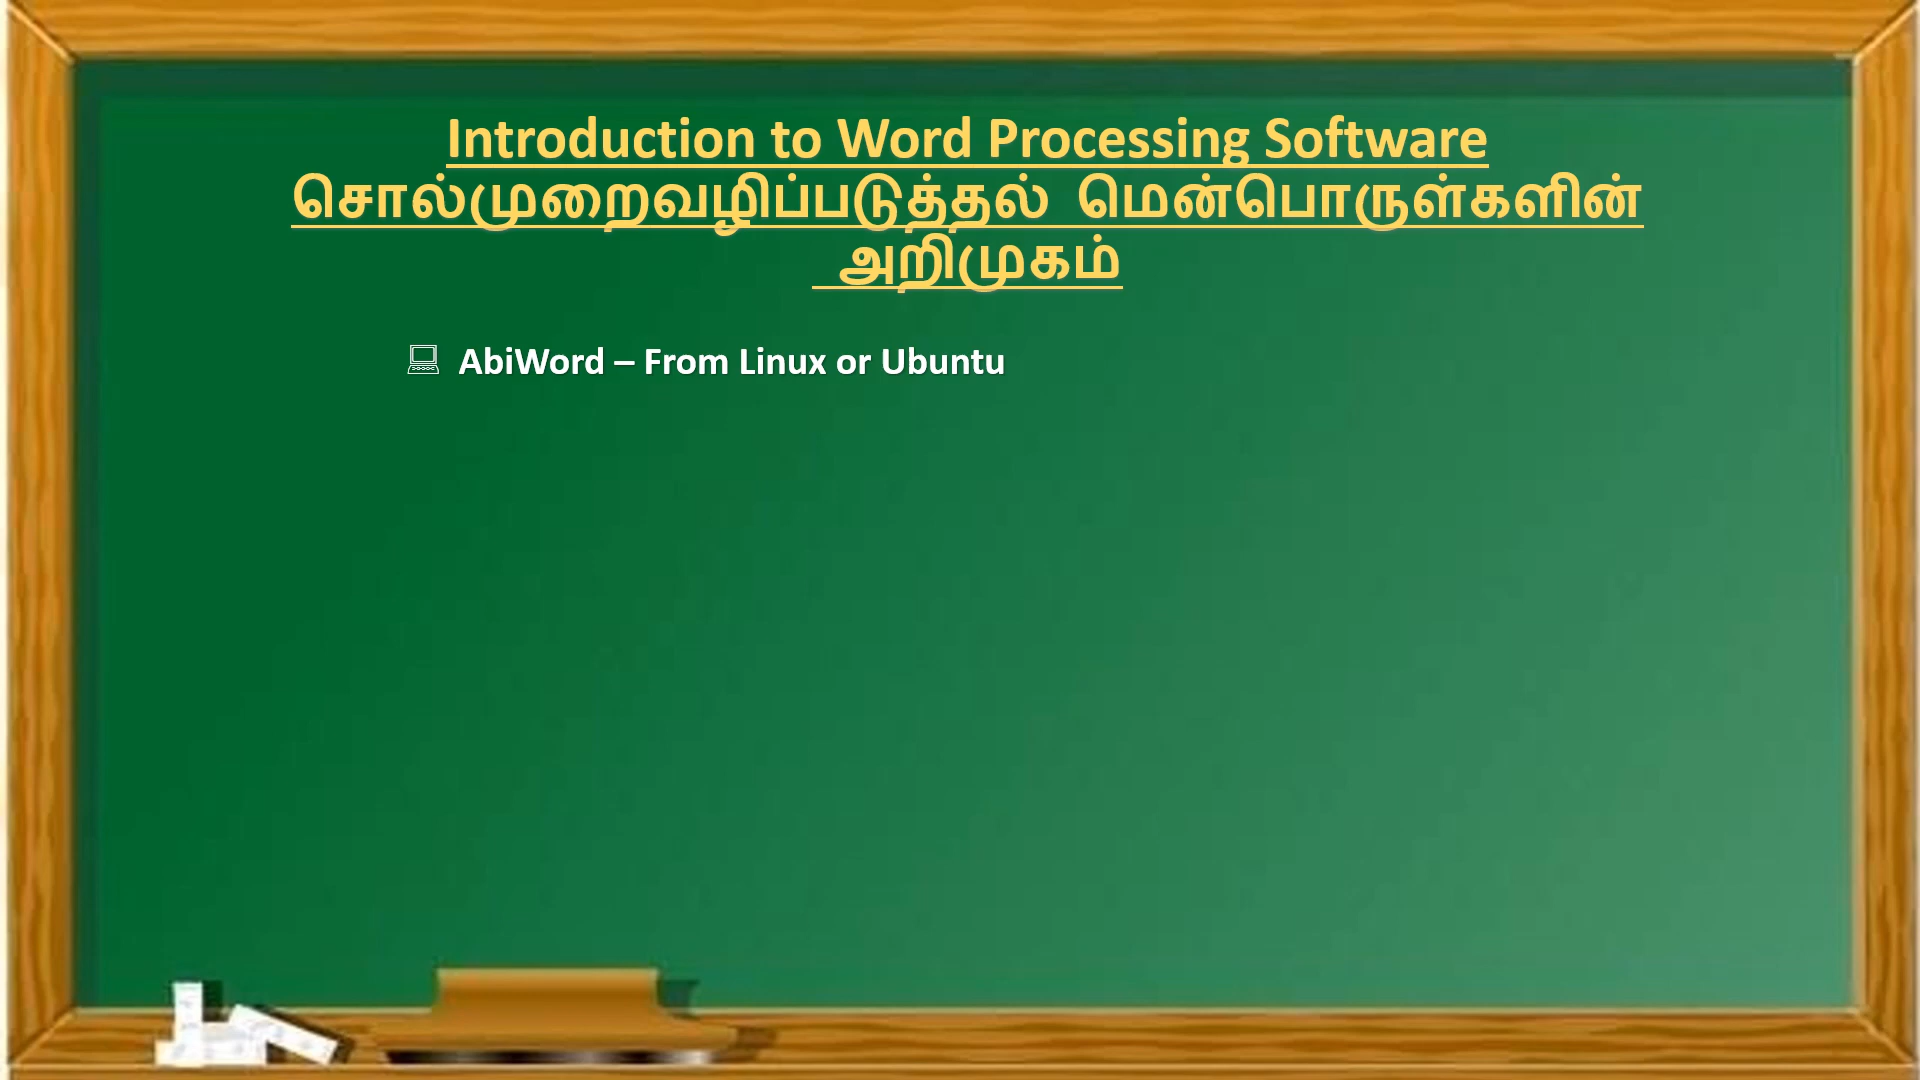 Introduction to Word Processing Software
சொல்முறைவழிப்படுத்தல் மென்பொருள்களின்
அறிமுகம்
AbiWord – From Linux or Ubuntu